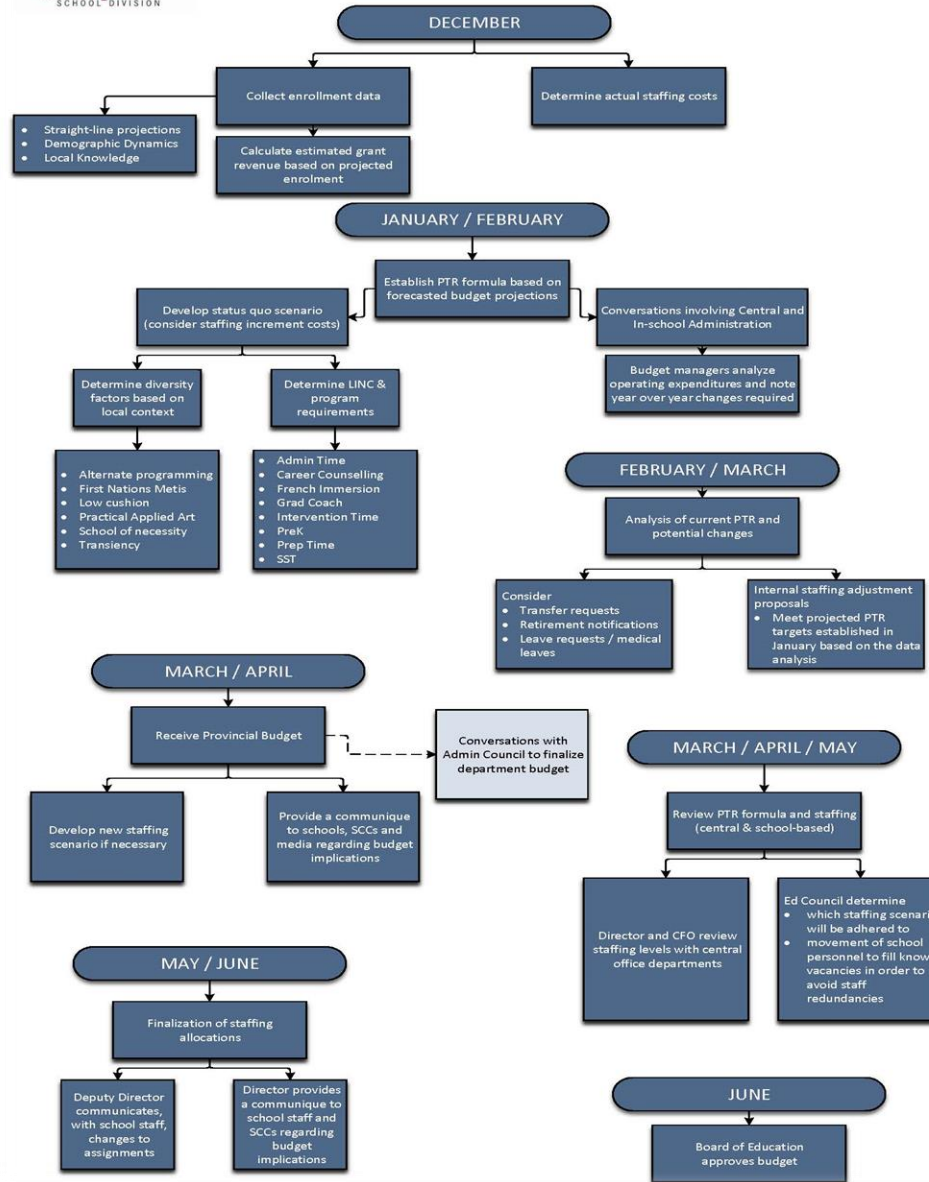 SCHOOL DIVISION
DECEMBER
Collect enrollment data
Determine actual staffing costs
• Straight-line projections
• Demographic Dynamics
• Local Knowledge
Calculate estimated grant
revenue based on projected
enrolment
JANUARY / FEBRUARY
Establish PTR formula based on
forecasted budget projections
Develop status quo scenario
(consider staffing increment costs)
Conversations involving Central and
In-school Administration
Determine diversity
factors based on
local context
Determine LINC &
program
requirements
Budget managers analyze
operating expenditures and note
year over year changes required
• Alternate programming
• First Nations Metis
• Low cushion
• Practical Applied Art
• School of necessity
• Transiency
• Admin Time
• Career Counselling
• French Immersion
• Grad Coach
• Intervention Time
• PreK
• Prep Time
• SST
FEBRUARY / MARCH
Analysis of current PTR and
potential changes
Consider
• Transfer requests
• Retirement notifications
• Leave requests / medical
leaves
Internal staffing adjustment
proposals
• Meet projected PTR
targets established in
January based on the data
analysis
MARCH / APRIL
Receive Provincial Budget
Conversations with
Admin Council to finalize
department budget
Develop new staffing
scenario if necessary
Provide a communique
to schools, SCCs and
media regarding budget
implications
MARCH / APRIL / MAY
Review PTR formula and staffing
(central & school-based)
Director and CFO review
staffing levels with central
office departments
Ed Council determine
• which staffing scenari
will be adhered to
• movement of school
personnel to fill know
vacancies in order to
avoid staff
redundancies
MAY / JUNE
Finalization of staffing
allocations
Deputy Director
communicates,
with school staff,
changes to
assignments
Director provides
a communique to
school staff and
SCCs regarding
budget
implications
JUNE
Board of Education
approves budget